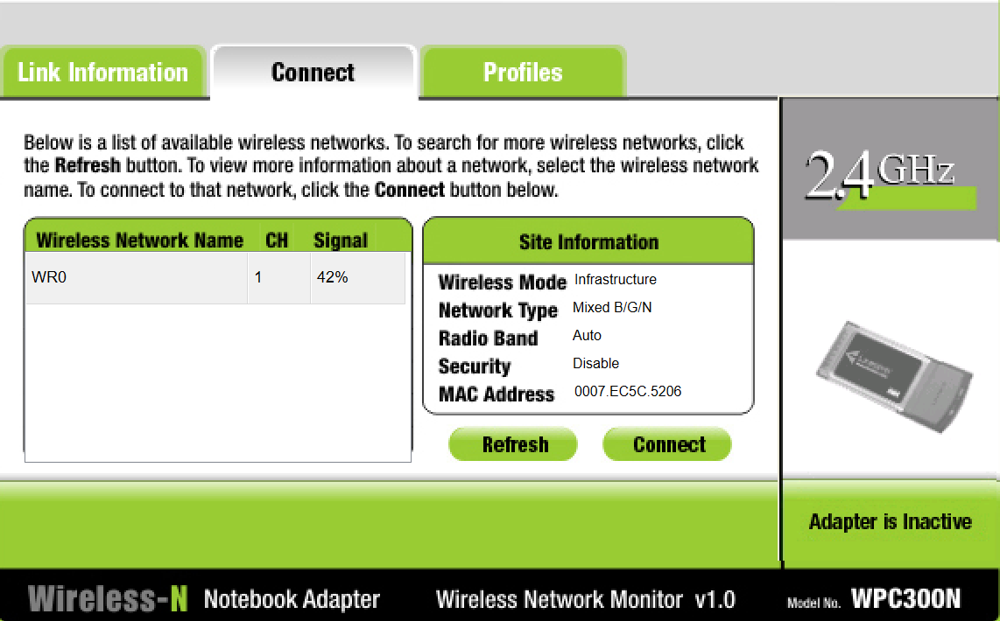 Link Information
Connect
Profiles
Below is a list of available wireless networks. To search for more wireless networks, click
the Refresh button. To view more information about a network, select the wireless network
name. To connect to that network, click the Connect button below.
2.4GHz
Wireless Network Name CH Signal
WR0 1 42%
Site Information
Wireless Mode Infrastructure
Network Type Mixed B/G/N
Radio Band Auto
Security Disable
MAC Address 0007.EC5C.5206
Refresh
Connect
Adapter is Inactive
Wireless-N Notebook Adapter Wireless Network Monitor v1.0 Model No. WPC300N